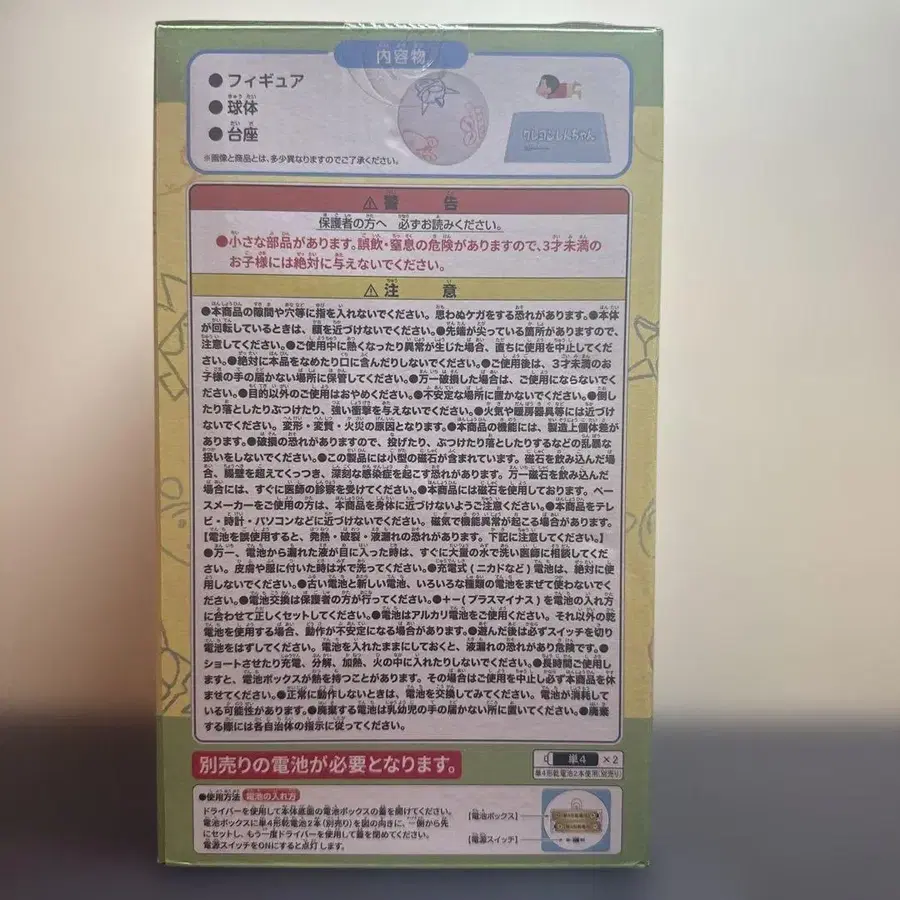 内容物
●フィギュア
●球体
●台座
※画像と商品とは、多少異なりますのでご了承ください。
クレヨンしんちゃん
⚠警 告
保護者の方へ 必ずお読みください。
●小さな部品があります。誤飲・窒息の危険がありますので、3才未満の
お子様には絶対に与えないでください。
⚠注 意
●本商品の隙間や穴等に指を入れないでください。思わぬケガをする恐れがあります。●本体
が回転しているときは、顔を近づけないでください。●先端が尖っている箇所がありますので、
注意してください。●ご使用中に熱くなったり異常が生じた場合、直ちに使用を中止してくだ
さい。●絶対に本品をなめたり口に含んだりしないでください。●ご使用後は、3才未満のお
子様の手の届かない場所に保管してください。●万一破損した場合は、ご使用にならないでく
ださい。●目的以外のご使用はおやめください。●不安定な場所に置かないでください。●倒し
たり落としたりぶつけたり、強い衝撃を与えないでください。●火気や暖房器具等には近づけ
ないでください。変形・変質・火災の原因となります。●本商品の機能には、製造上個体差が
あります。●破損の恐れがありますので、投げたり、ぶつけたり落としたりするなどの乱暴な
扱いをしないでください。●この製品には小型の磁石が含まれています。磁石を飲み込んだ場
合、腸壁を超えてくっつき、深刻な感染症を起こす恐れがあります。万一磁石を飲み込んだ
場合には、すぐに医師の診察を受けてください。●本商品には磁石を使用しております。ペー
スメーカーをご使用の方は、本商品を身体に近づけないようご注意ください。●本商品をテレ
ビ・時計・パソコンなどに近づけないでください。磁気で機能異常が起こる場合があります。
【電池を誤使用すると、発熱・破裂・液漏れの恐れがあります。下記に注意してください。】
●万一、電池から漏れた液が目に入った時は、すぐに大量の水で洗い医師に相談してくだ
さい。皮膚や服に付いた時は水で洗ってください。●充電式(ニカドなど)電池は、絶対に使
用しないでください。●古い電池と新しい電池、いろいろな種類の電池をまぜて使わないでく
ださい。●電池交換は保護者の方が行ってください。●+−(プラスマイナス)を電池の入れ方
に合わせて正しくセットしてください。●電池はアルカリ電池をご使用ください。それ以外の乾
電池を使用する場合、動作が不安定になる場合があります。●遊んだ後は必ずスイッチを切り
電池をはずしてください。電池を入れたままにしておくと、液漏れの恐れがあり危険です。●
ショートさせたり充電、分解、加熱、火の中に入れたりしないでください。●長時間ご使用し
ますと、電池ボックスが熱を持つことがあります。その場合はご使用を中止し必ず本商品を休
ませてください。●正常に動作しないときは、電池を交換してみてください。電池が消耗して
いる可能性があります。●廃棄する電池は乳幼児の手の届かない所に置いてください。●廃棄
する際には各自治体の指示に従ってください。
別売りの電池が必要となります。
単4 ×2
単4形乾電池2本使用、別売り
●使用方法 電池の入れ方
ドライバーを使用して本体底面の電池ボックスの蓋を開けてください。
電池ボックスに単4形乾電池2本(別売り)を図の向きに、一側から先
にセットし、もう一度ドライバーを使用して蓋を閉めてください。
電源スイッチをONにすると点灯します。
【電池ボックス】
【電源スイッチ】